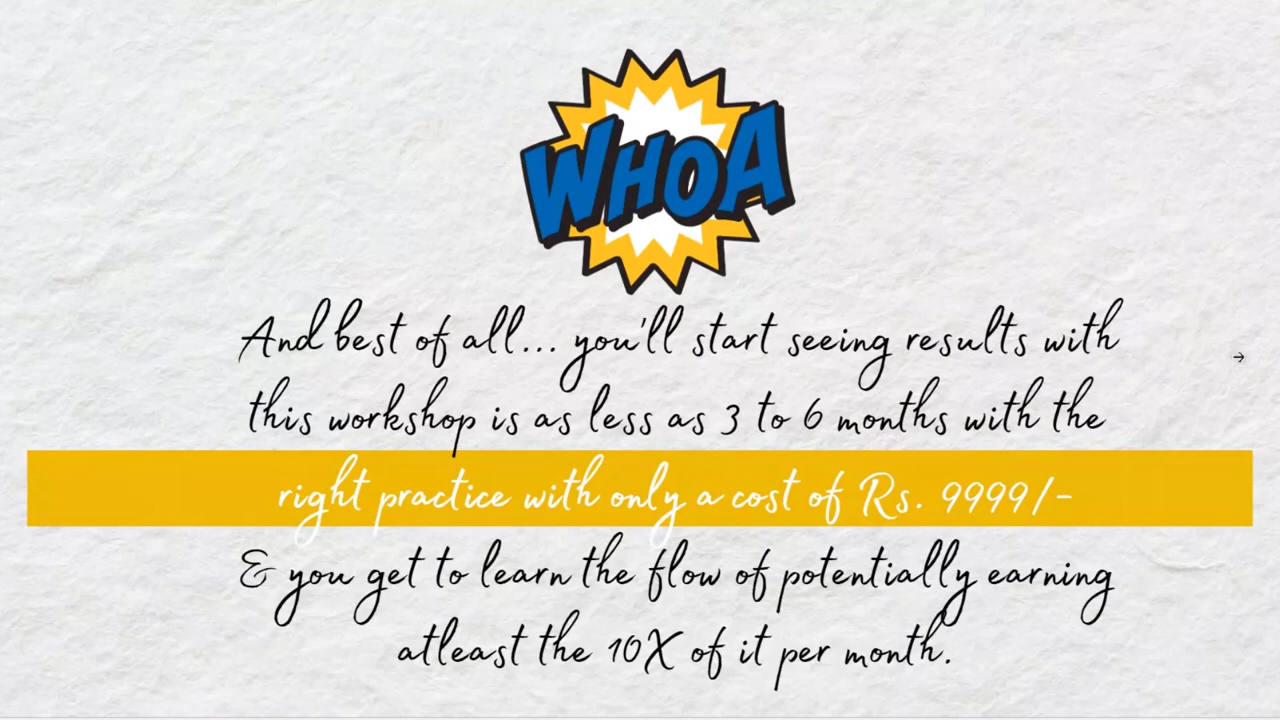 WHOA
And best of all... you'll start seeing results with
this workshop is as less as 3 to 6 months with the
right practice with only a cost of Rs. 9999/-
& you get to learn the flow of potentially earning
atleast the 10X of it per month.